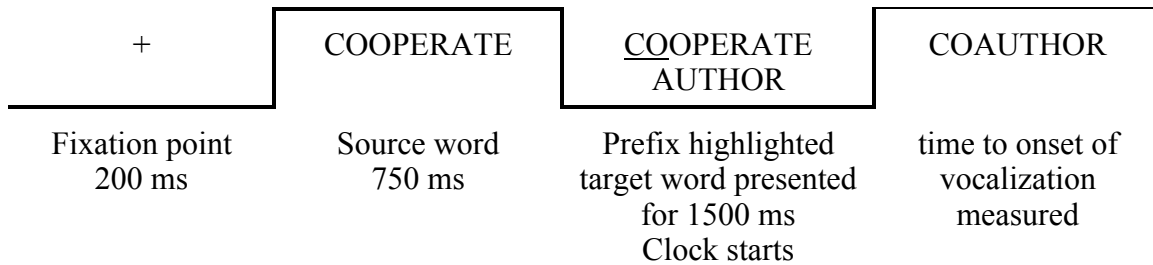 +
COOPERATE
COOPERATE
AUTHOR
COAUTHOR
Fixation point
200 ms
Source word
750 ms
Prefix highlighted
target word presented
for 1500 ms
Clock starts
time to onset of
vocalization
measured